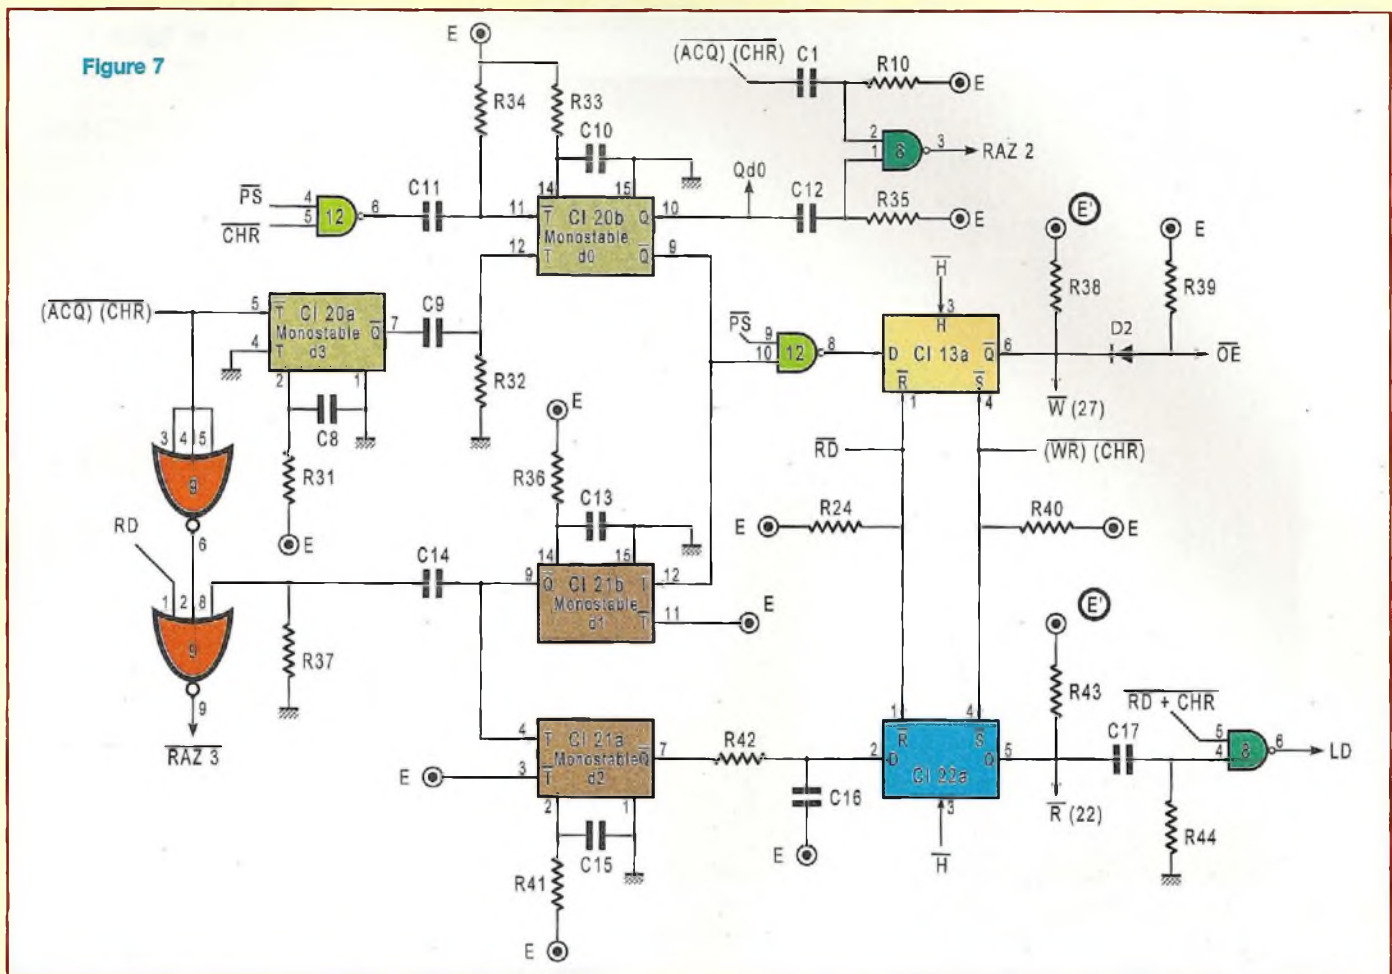 Figure 7
E
(ACQ) (CHR)
C1
R10
E
R34
R33
C10
2
1
8
3
RAZ 2
14
15
Qd0
C12
R35
E
PS
4
5
12
6
CHR
C11
11
T
CI 20b
Q
10
Monostable
12
T
d0
Q
9
E'
E
H
R38
R39
(ACQ) (CHR)
5
T
CI 20a
Monostable
Q
7
4
T
d3
2
1
C9
C8
R32
R31
E
PS
9
10
12
8
3
H
D
CI 13a
Q
6
R
S
1
4
D2
OE
W (27)
RD
(WR) (CHR)
E
R36
C13
3
4
5
9
6
E
R24
R40
E
RD
1
2
8
9
9
RAZ 3
R37
C14
14
15
9
Q
CI 21b
T
12
Monostable
d1
T
11
E
E'
R43
4
T
CI 21a
Monostable
Q
7
E
3
T
d2
2
1
C15
R41
E
R42
C16
E
1
4
R
S
2
D
Q
5
CI 22a
3
H
R (22)
C17
RD + CHR
5
4
8
6
LD
R44